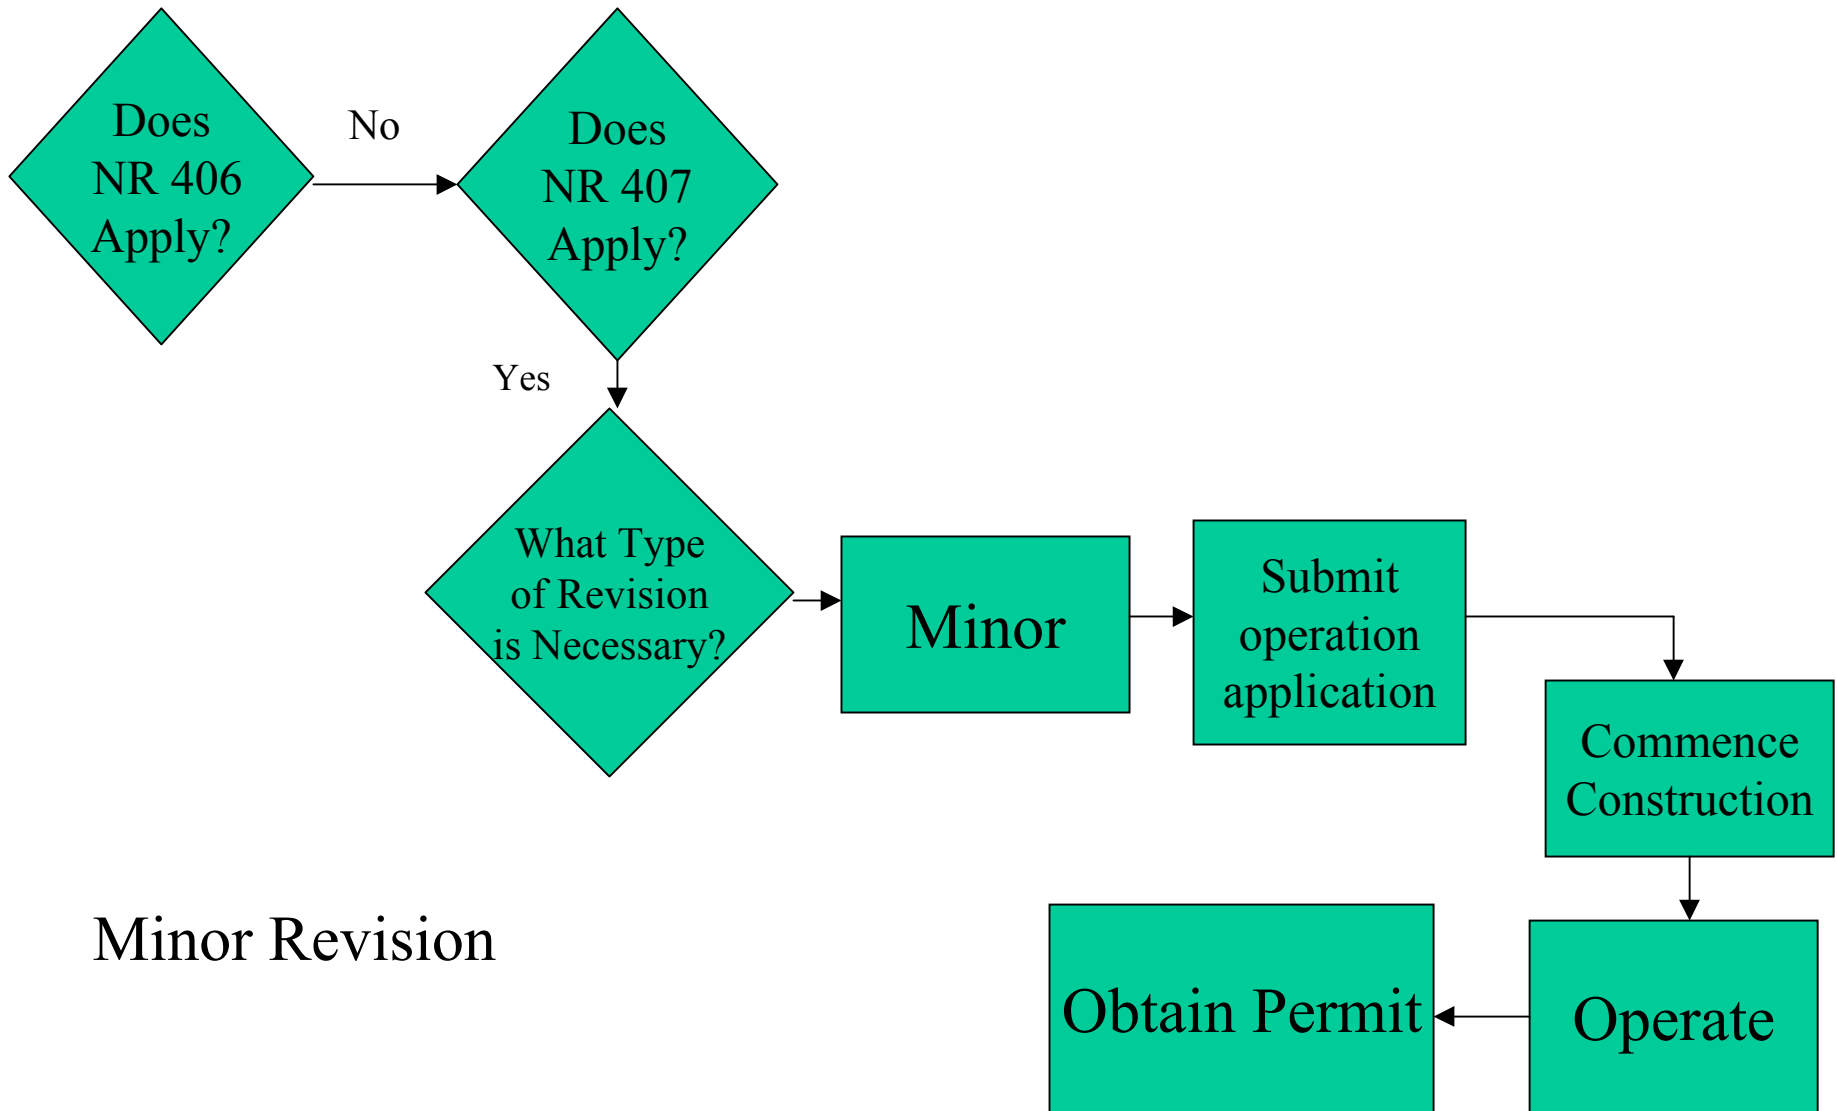 Does
NR 406
Apply?
No
Does
NR 407
Apply?
Yes
What Type
of Revision
is Necessary?
Minor
Submit
operation
application
Commence
Construction
Operate
Obtain Permit
Minor Revision